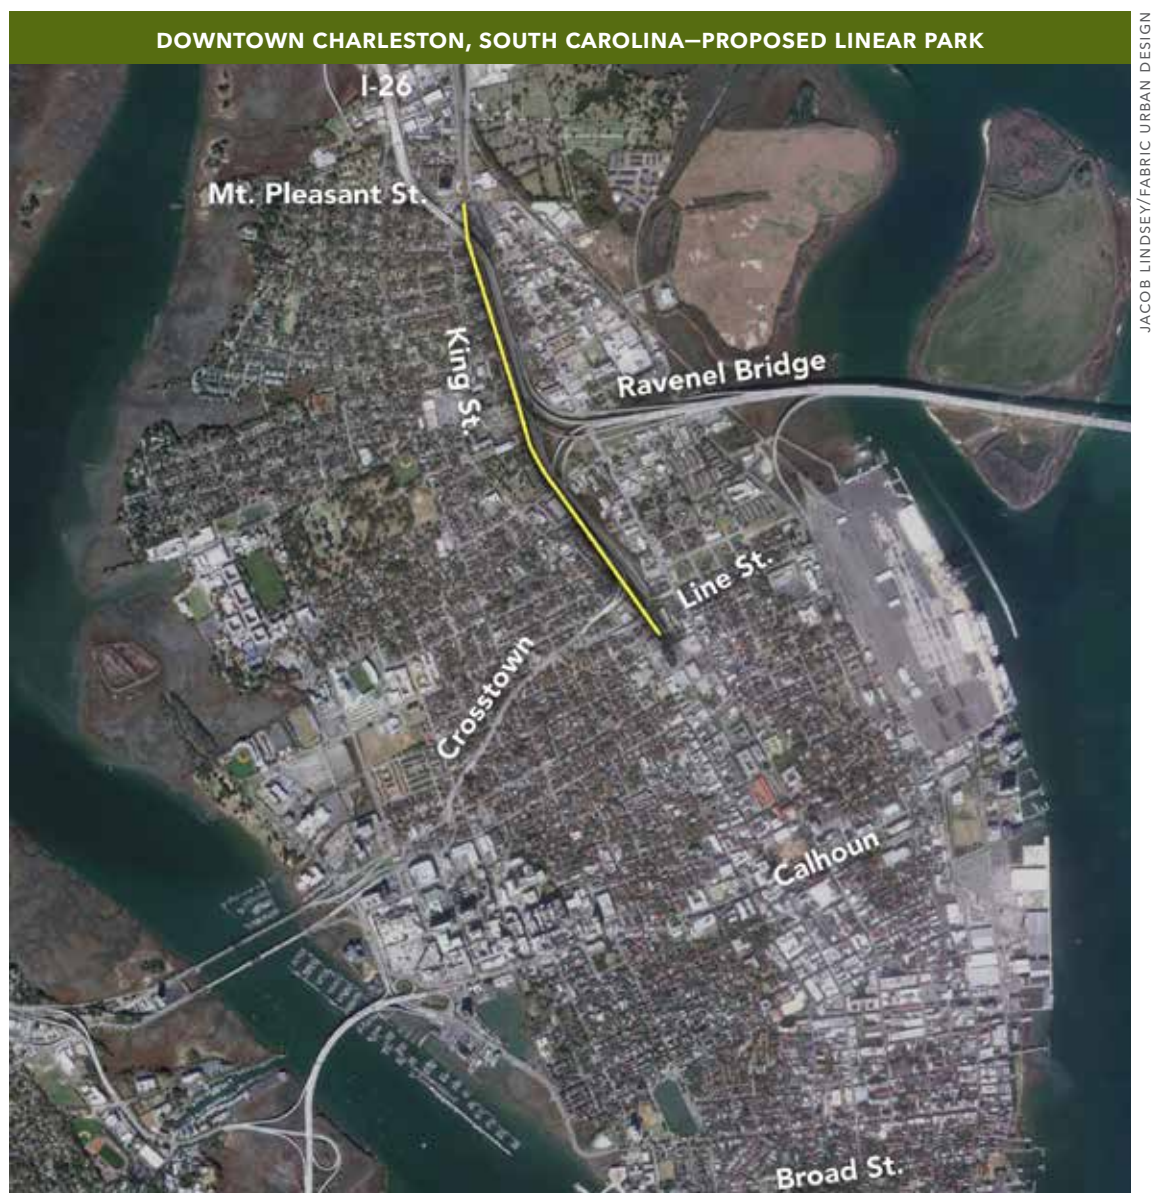 DOWNTOWN CHARLESTON, SOUTH CAROLINA—PROPOSED LINEAR PARK
JACOB LINDSEY/FABRIC URBAN DESIGN
I-26
Mt. Pleasant St.
King St.
Ravenel Bridge
Line St.
Crosstown
Calhoun
Broad St.